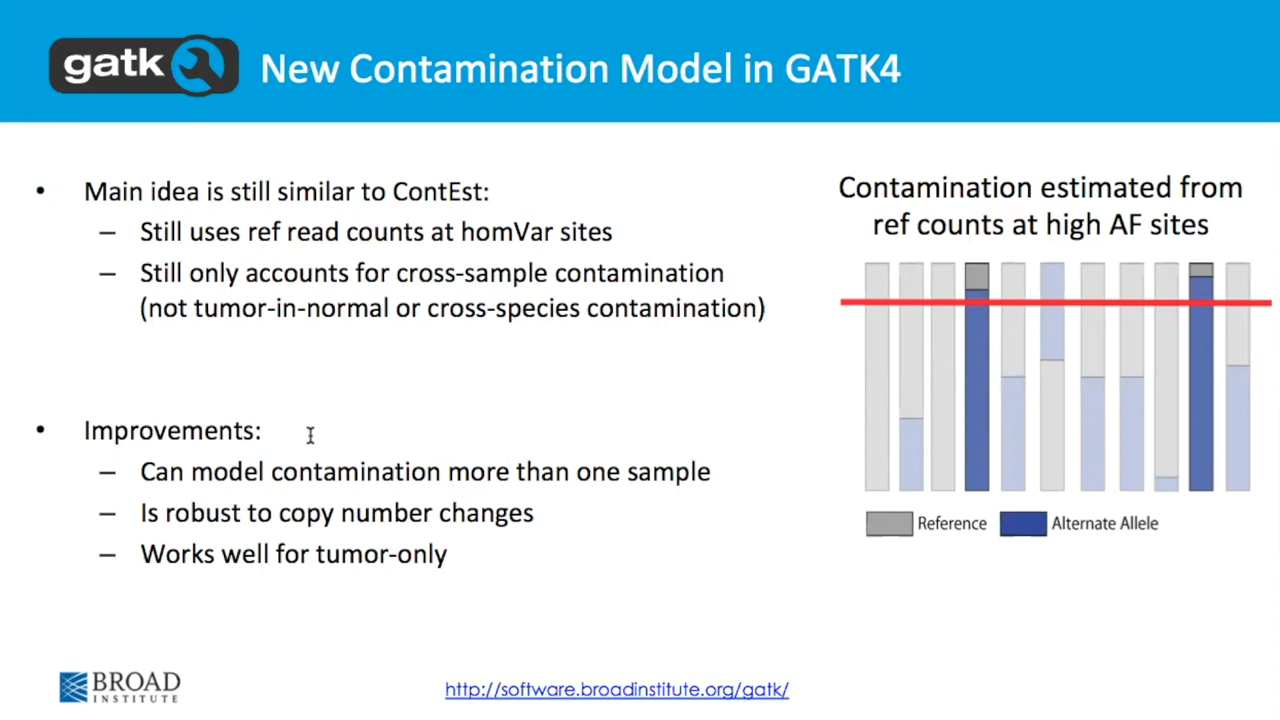 gatk
New Contamination Model in GATK4
• Main idea is still similar to ContEst:
– Still uses ref read counts at homVar sites
– Still only accounts for cross-sample contamination
(not tumor-in-normal or cross-species contamination)
• Improvements:
– Can model contamination more than one sample
– Is robust to copy number changes
– Works well for tumor-only
Contamination estimated from
ref counts at high AF sites
Reference
Alternate Allele
BROAD
INSTITUTE
http://software.broadinstitute.org/gatk/